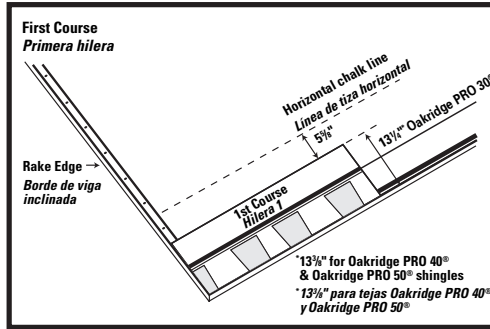 First Course
Primera hilera
Horizontal chalk line
Línea de tiza horizontal
5⅝"
13¼*" Oakridge PRO 30®
Rake Edge →
Borde de viga
inclinada
1st Course
Hilera 1
*13⅜" for Oakridge PRO 40®
& Oakridge PRO 50® shingles
*13⅜" para tejas Oakridge PRO 40®
y Oakridge PRO 50®